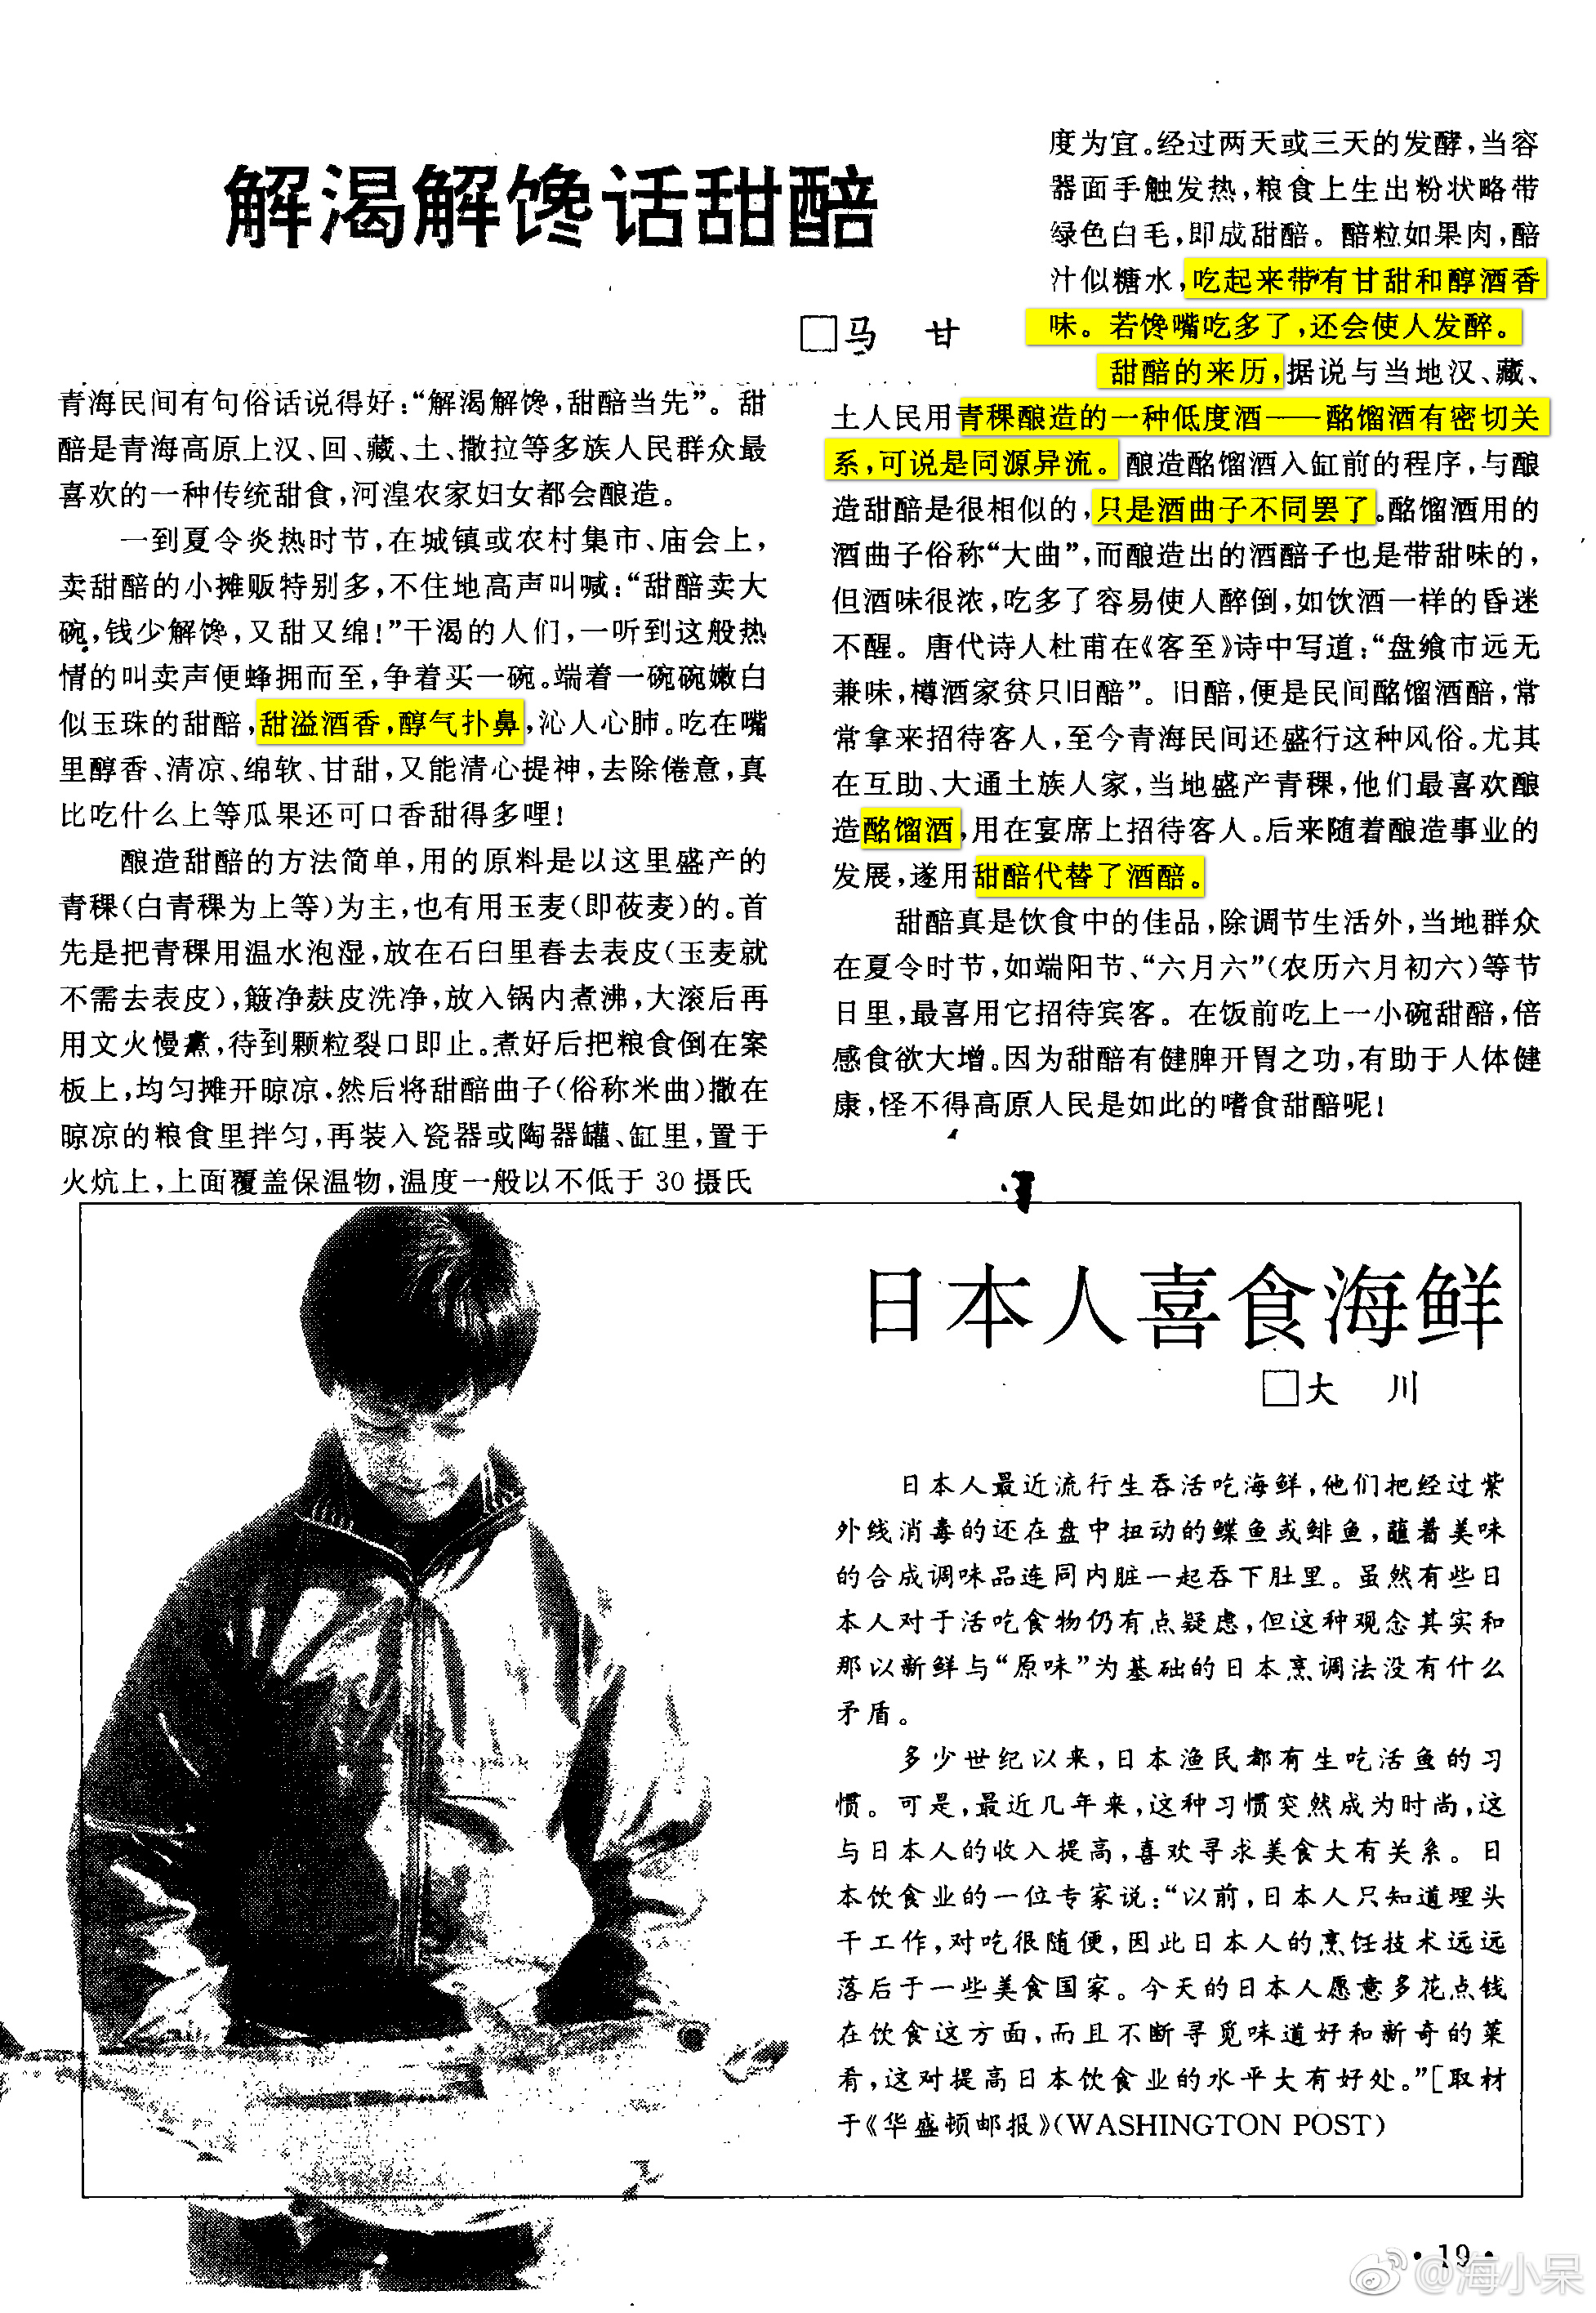 解渴解馋话甜醅
□马 甘
青海民间有句俗话说得好:“解渴解馋,甜醅当先”。甜
醅是青海高原上汉、回、藏、土、撒拉等多族人民群众最
喜欢的一种传统甜食,河湟农家妇女都会酿造。
一到夏令炎热时节,在城镇或农村集市、庙会上,
卖甜醅的小摊贩特别多,不住地高声叫喊:“甜醅卖大
碗,钱少解馋,又甜又绵!”干渴的人们,一听到这般热
情的叫卖声便蜂拥而至,争着买一碗。端着一碗碗嫩白
似玉珠的甜醅,甜溢酒香,醇气扑鼻,沁人心肺。吃在嘴
里醇香、清凉、绵软、甘甜,又能清心提神,去除倦意,真
比吃什么上等瓜果还可口香甜得多哩!
酿造甜醅的方法简单,用的原料是以这里盛产的
青稞(白青稞为上等)为主,也有用玉麦(即莜麦)的。首
先是把青稞用温水泡湿,放在石臼里舂去表皮(玉麦就
不需去表皮),簸净麸皮洗净,放入锅内煮沸,大滚后再
用文火慢煮,待到颗粒裂口即止。煮好后把粮食倒在案
板上,均匀摊开晾凉.然后将甜醅曲子(俗称米曲)撒在
晾凉的粮食里拌匀,再装入瓷器或陶器罐、缸里,置于
火炕上,上面覆盖保温物,温度一般以不低于 30 摄氏
度为宜。经过两天或三天的发酵,当容
器面手触发热,粮食上生出粉状略带
绿色白毛,即成甜醅。醅粒如果肉,醅
汁似糖水,吃起来带有甘甜和醇酒香
味。若馋嘴吃多了,还会使人发醉。
甜醅的来历,据说与当地汉、藏、
土人民用青稞酿造的一种低度酒——酩馏酒有密切关
系,可说是同源异流。酿造酩馏酒入缸前的程序,与酿
造甜醅是很相似的,只是酒曲子不同罢了。酩馏酒用的
酒曲子俗称“大曲”,而酿造出的酒醅子也是带甜味的,
但酒味很浓,吃多了容易使人醉倒,如饮酒一样的昏迷
不醒。唐代诗人杜甫在《客至》诗中写道:“盘飧市远无
兼味,樽酒家贫只旧醅”。旧醅,便是民间酩馏酒醅,常
常拿来招待客人,至今青海民间还盛行这种风俗。尤其
在互助、大通土族人家,当地盛产青稞,他们最喜欢酿
造酩馏酒,用在宴席上招待客人。后来随着酿造事业的
发展,遂用甜醅代替了酒醅。
甜醅真是饮食中的佳品,除调节生活外,当地群众
在夏令时节,如端阳节、“六月六”(农历六月初六)等节
日里,最喜用它招待宾客。在饭前吃上一小碗甜醅,倍
感食欲大增。因为甜醅有健脾开胃之功,有助于人体健
康,怪不得高原人民是如此的嗜食甜醅呢!
日本人喜食海鲜
□大 川
日本人最近流行生吞活吃海鲜,他们把经过紫
外线消毒的还在盘中扭动的鲽鱼或鲱鱼,蘸着美味
的合成调味品连同内脏一起吞下肚里。虽然有些日
本人对于活吃食物仍有点疑虑,但这种观念其实和
那以新鲜与“原味”为基础的日本烹调法没有什么
矛盾。
多少世纪以来,日本渔民都有生吃活鱼的习
惯。可是,最近几年来,这种习惯突然成为时尚,这
与日本人的收入提高,喜欢寻求美食大有关系。日
本饮食业的一位专家说:“以前,日本人只知道埋头
干工作,对吃很随便,因此日本人的烹饪技术远远
落后于一些美食国家。今天的日本人愿意多花点钱
在饮食这方面,而且不断寻觅味道好和新奇的菜
肴,这对提高日本饮食业的水平大有好处。”[取材
于《华盛顿邮报》(WASHINGTON POST)
·19·
@海小呆